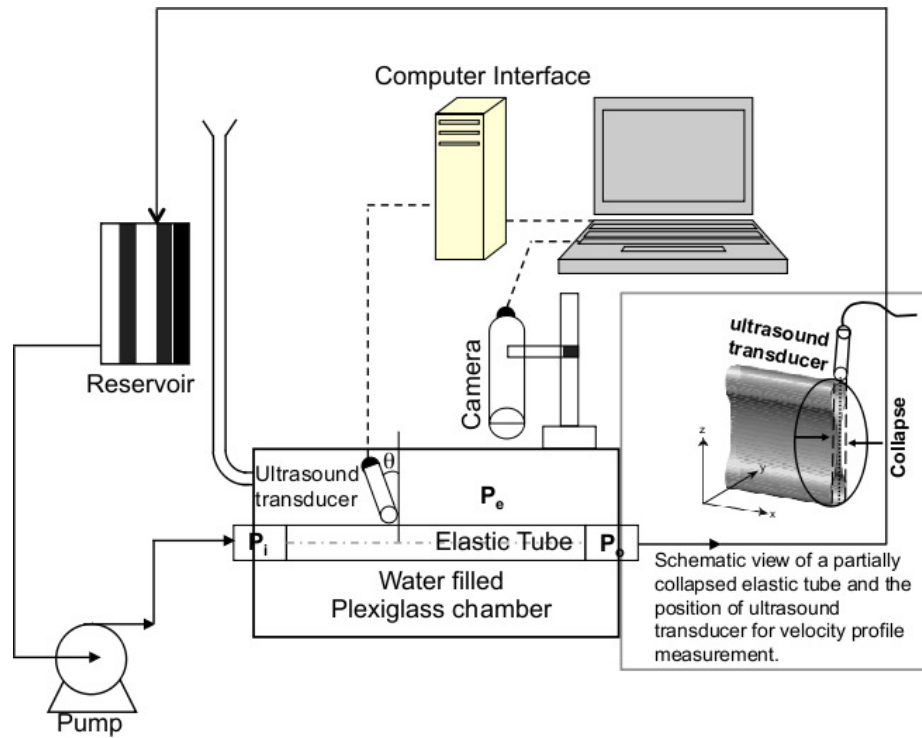 Computer Interface
Reservoir
Camera
ultrasound
transducer
Collapse
z
y
x
Ultrasound
transducer
θ
Pe
Pi
Elastic Tube
Po
Water filled
Plexiglass chamber
Schematic view of a partially
collapsed elastic tube and the
position of ultrasound
transducer for velocity profile
measurement.
Pump